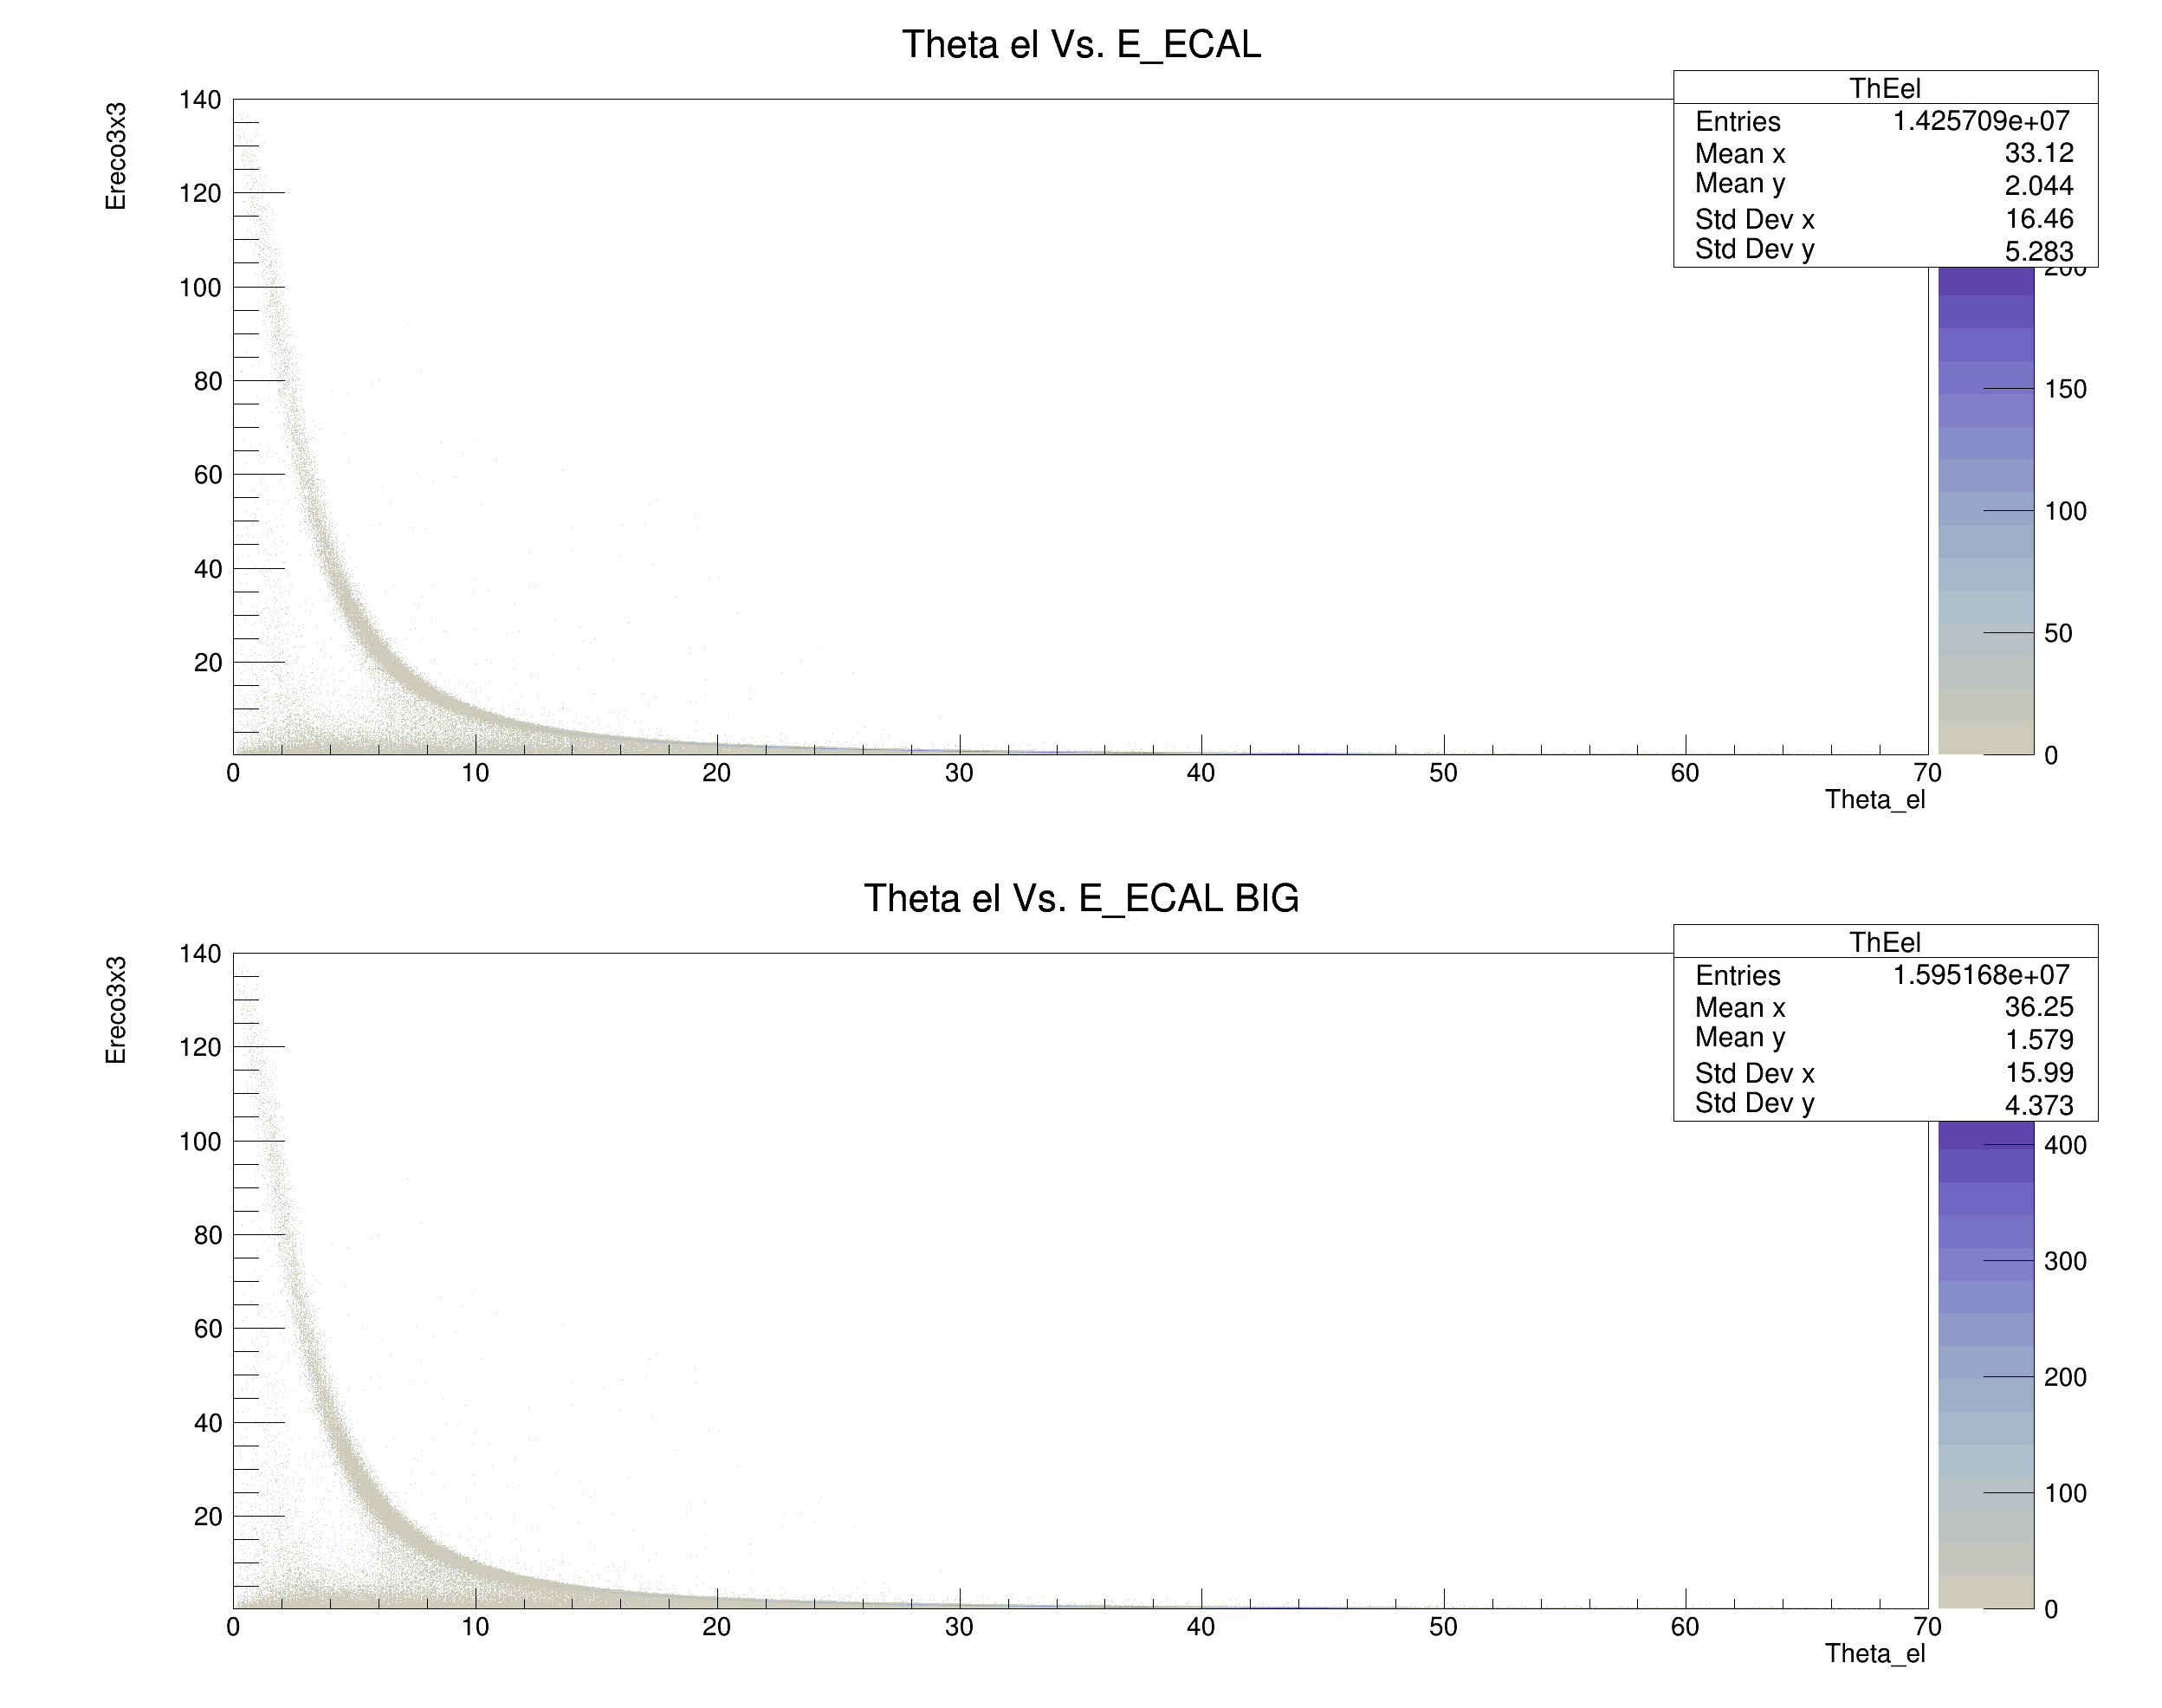 Theta el Vs. E_ECAL
ThEel
Entries 1.425709e+07
Mean x 33.12
Mean y 2.044
Std Dev x 16.46
Std Dev y 5.283
Ereco3x3
140
120
100
80
60
40
20
200
150
100
50
0
0 10 20 30 40 50 60 70
Theta_el
Theta el Vs. E_ECAL BIG
ThEel
Entries 1.595168e+07
Mean x 36.25
Mean y 1.579
Std Dev x 15.99
Std Dev y 4.373
Ereco3x3
140
120
100
80
60
40
20
400
300
200
100
0
0 10 20 30 40 50 60 70
Theta_el